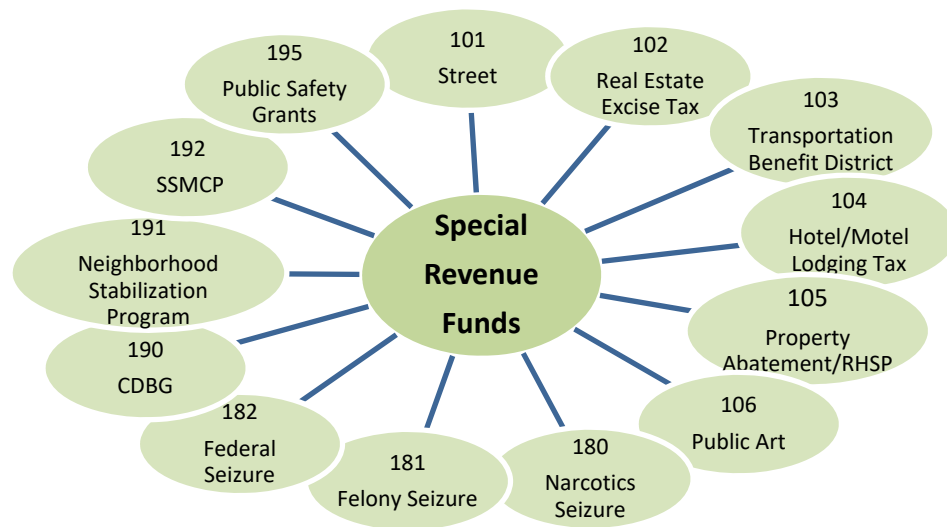 Special
Revenue
Funds
101
Street
102
Real Estate
Excise Tax
103
Transportation
Benefit District
104
Hotel/Motel
Lodging Tax
105
Property
Abatement/RHSP
106
Public Art
180
Narcotics
Seizure
181
Felony Seizure
182
Federal
Seizure
190
CDBG
191
Neighborhood
Stabilization
Program
192
SSMCP
195
Public Safety
Grants